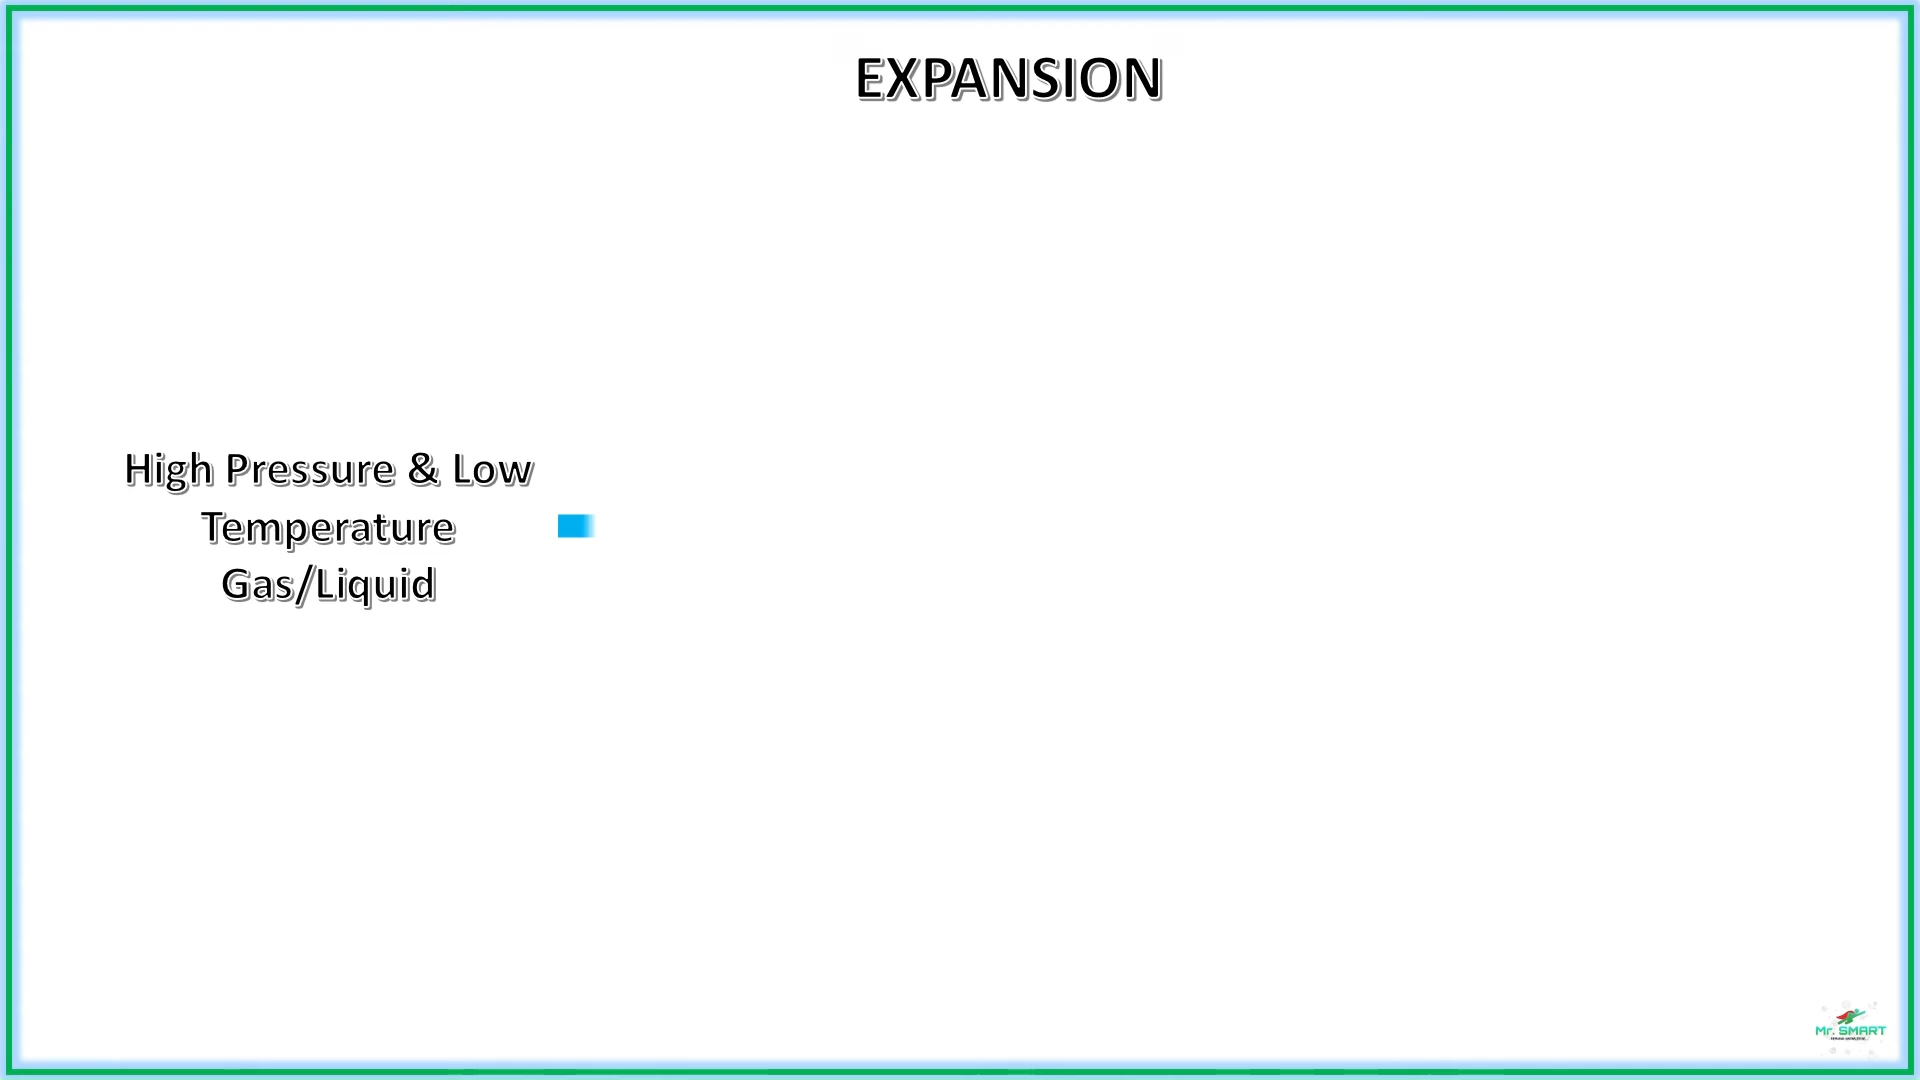 EXPANSION
High Pressure & Low
Temperature
Gas/Liquid
Mr. SMART